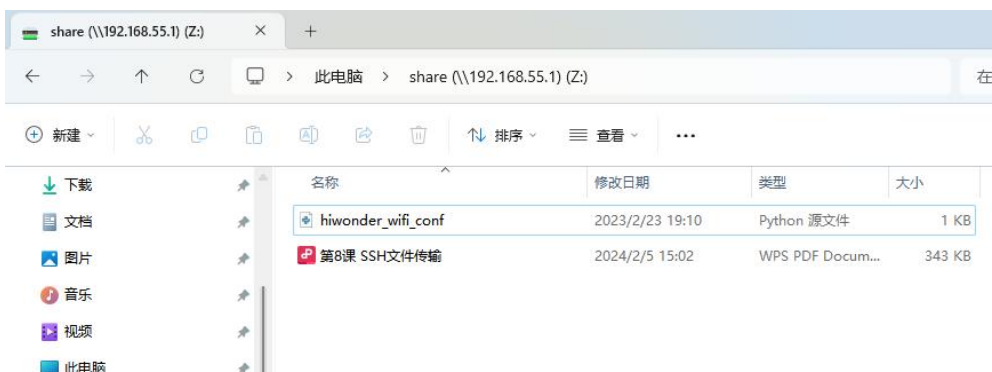 share (\\192.168.55.1) (Z:)
此电脑 > share (\\192.168.55.1) (Z:)
在
新建
排序
查看
下载
文档
图片
音乐
视频
此电脑
名称 修改日期 类型 大小
hiwonder_wifi_conf 2023/2/23 19:10 Python 源文件 1 KB
第8课 SSH文件传输 2024/2/5 15:02 WPS PDF Docum... 343 KB